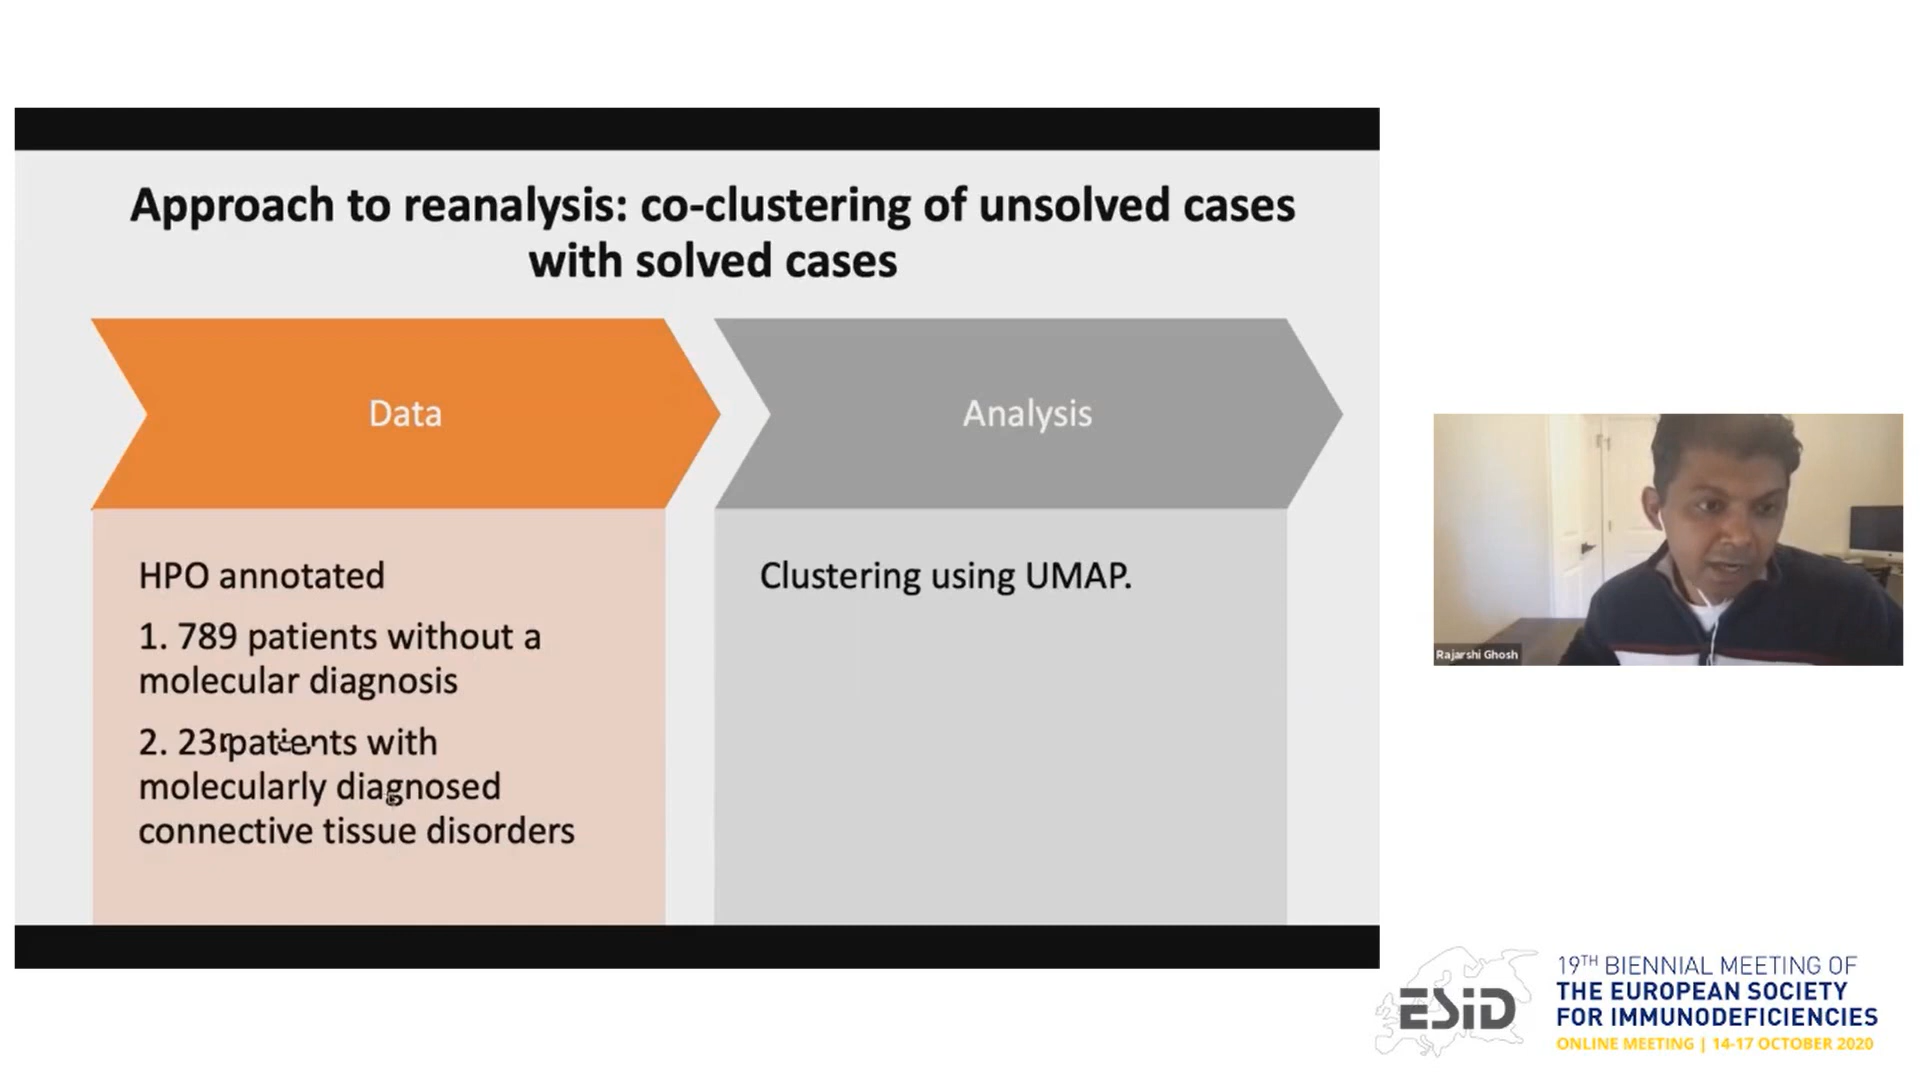 Approach to reanalysis: co-clustering of unsolved cases
with solved cases
Data
Analysis
HPO annotated
1. 789 patients without a
molecular diagnosis
2. 23 patients with
molecularly diagnosed
connective tissue disorders
Clustering using UMAP.
Rajarshi Ghosh
ESiD
19TH BIENNIAL MEETING OF
THE EUROPEAN SOCIETY
FOR IMMUNODEFICIENCIES
ONLINE MEETING | 14-17 OCTOBER 2020